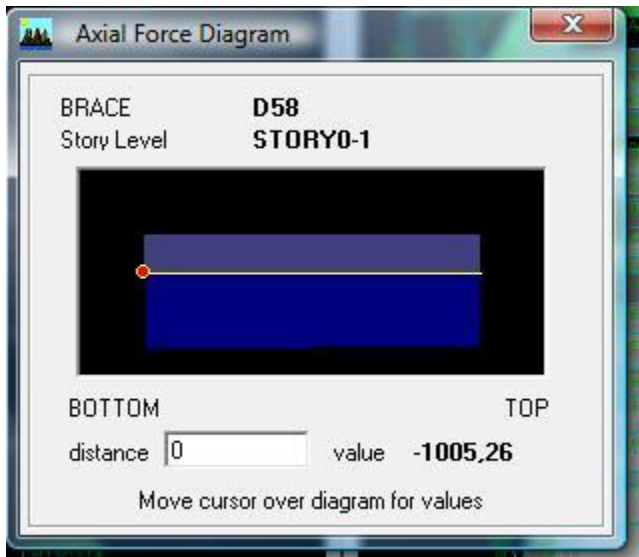 Axial Force Diagram
BRACE D58
Story Level STORY0-1
BOTTOM TOP
distance 0 value -1005,26
Move cursor over diagram for values